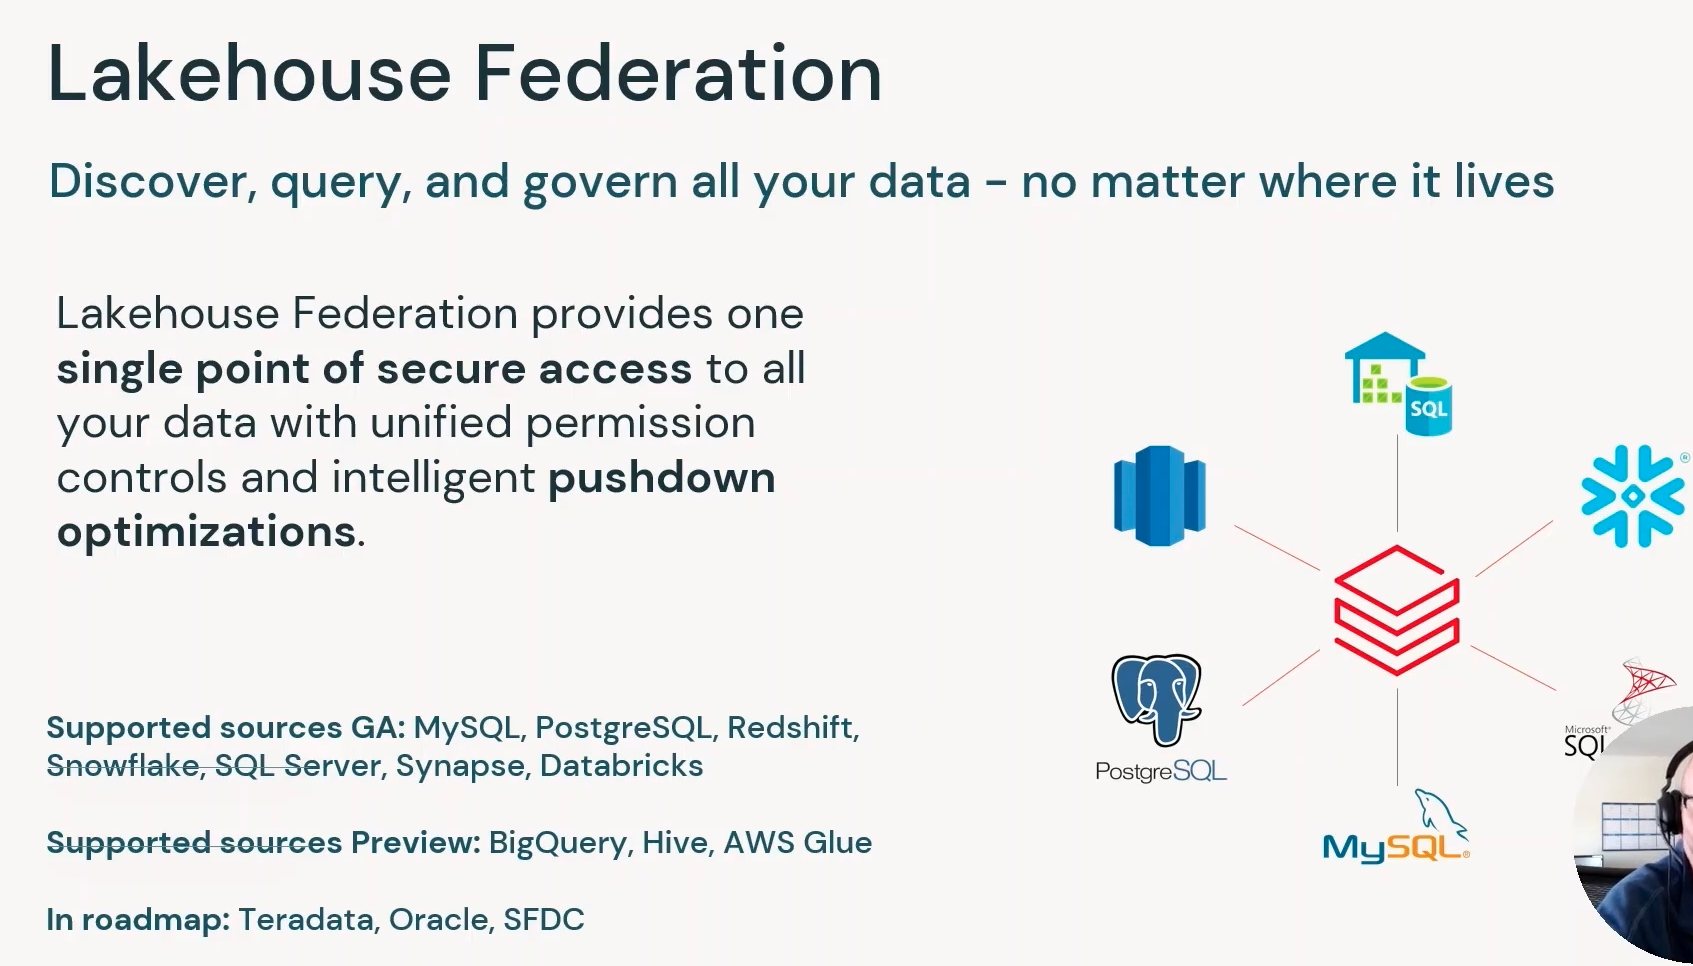 Lakehouse Federation
Discover, query, and govern all your data - no matter where it lives
Lakehouse Federation provides one
single point of secure access to all
your data with unified permission
controls and intelligent pushdown
optimizations.
SQL
®
PostgreSQL
Microsoft®
SQL
MySQL®
Supported sources GA: MySQL, PostgreSQL, Redshift,
Snowflake, SQL Server, Synapse, Databricks
Supported sources Preview: BigQuery, Hive, AWS Glue
In roadmap: Teradata, Oracle, SFDC